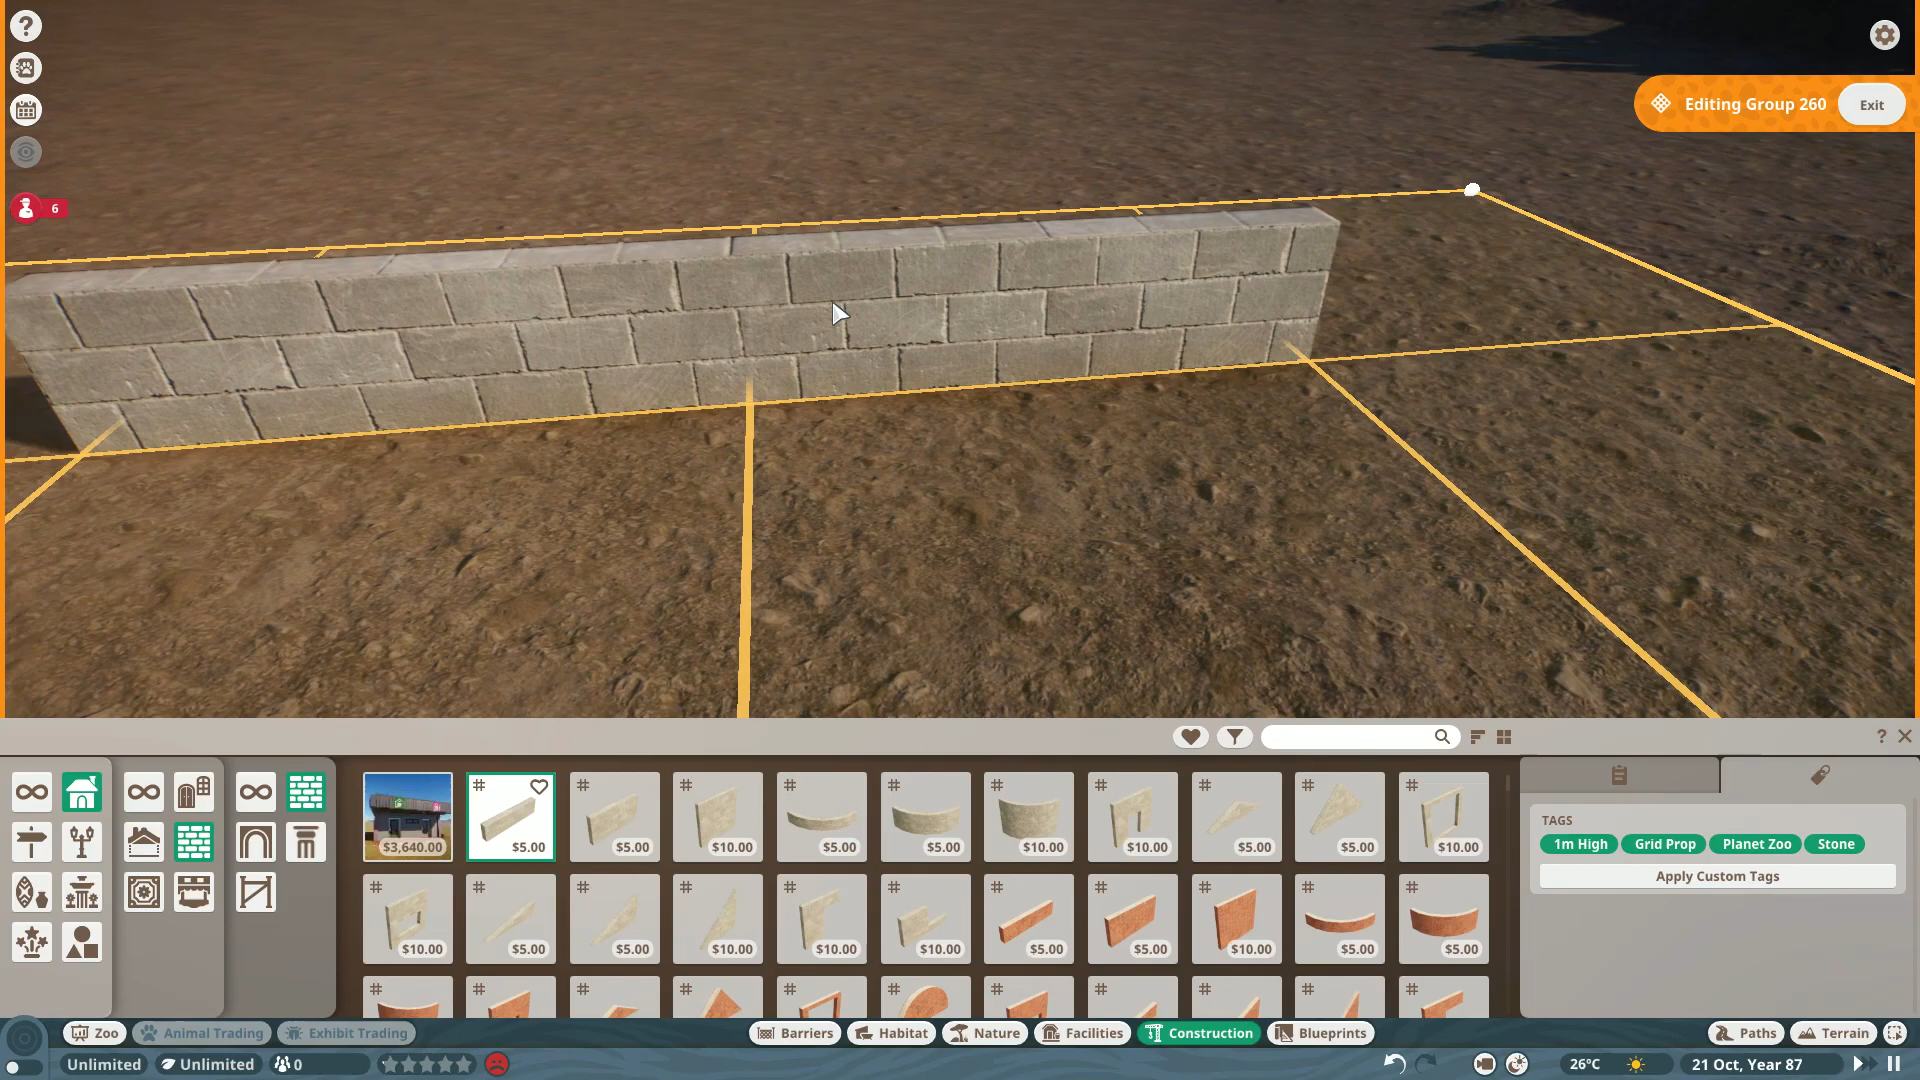 ?
Editing Group 260
Exit
6
?
$3,640.00
$5.00
$5.00
$10.00
$5.00
$5.00
$10.00
$10.00
$5.00
$5.00
$10.00
$10.00
$5.00
$5.00
$10.00
$10.00
$10.00
$5.00
$5.00
$10.00
$5.00
$5.00
TAGS
1m High
Grid Prop
Planet Zoo
Stone
Apply Custom Tags
Zoo
Animal Trading
Exhibit Trading
Barriers
Habitat
Nature
Facilities
Construction
Blueprints
Paths
Terrain
Unlimited
Unlimited
0
26°C
21 Oct, Year 87